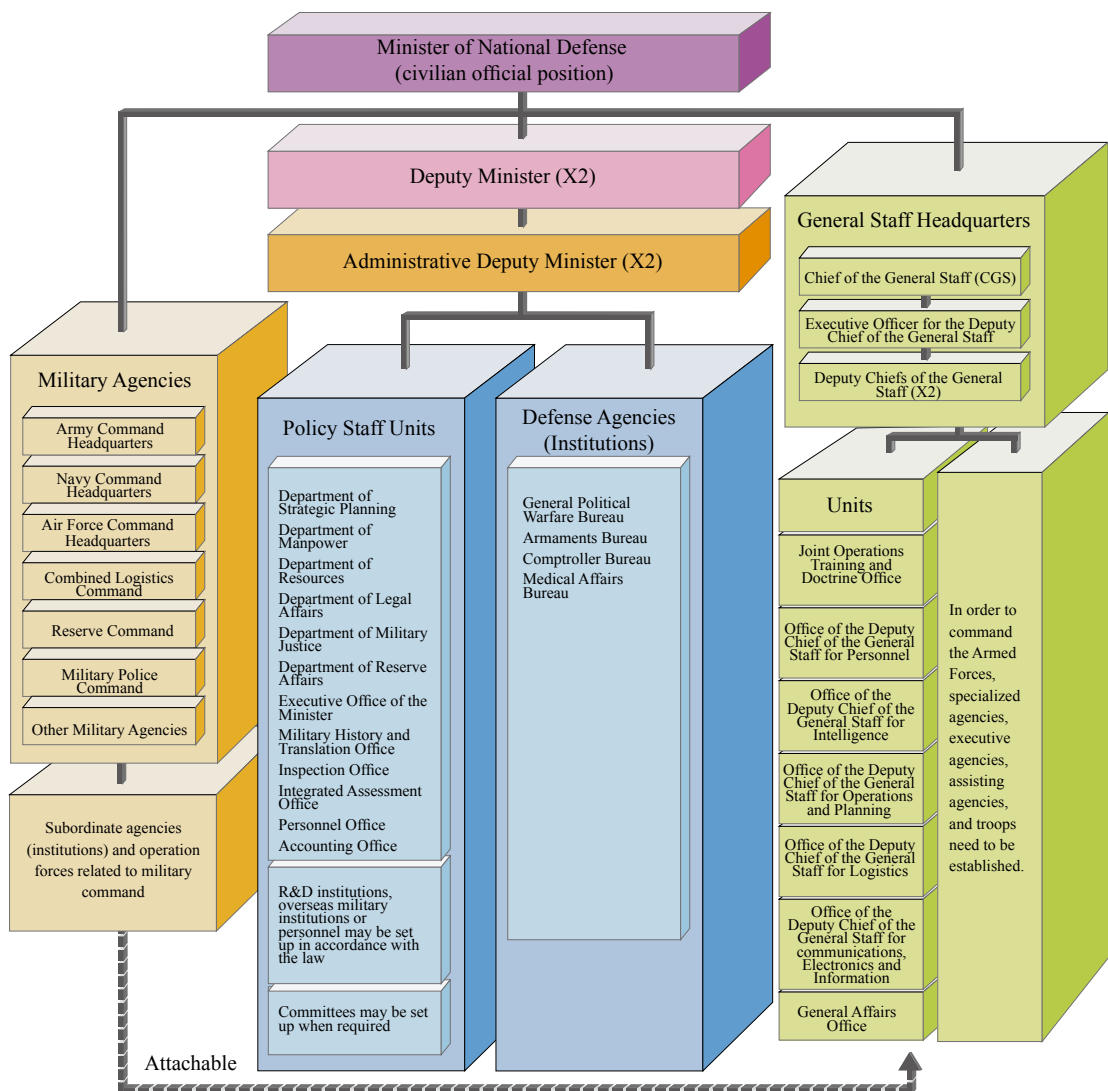 Minister of National Defense
(civilian official position)
Deputy Minister (X2)
Administrative Deputy Minister (X2)
Military Agencies
Army Command
Headquarters
Navy Command
Headquarters
Air Force Command
Headquarters
Combined Logistics
Command
Reserve Command
Military Police
Command
Other Military Agencies
Subordinate agencies
(institutions) and operation
forces related to military
command
Policy Staff Units
Department of
Strategic Planning
Department of
Manpower
Department of
Resources
Department of Legal
Affairs
Department of Military
Justice
Department of Reserve
Affairs
Executive Office of the
Minister
Military History and
Translation Office
Inspection Office
Integrated Assessment
Office
Personnel Office
Accounting Office
R&D institutions,
overseas military
institutions or
personnel may be set
up in accordance with
the law
Committees may be set
up when required
Defense Agencies
(Institutions)
General Political
Warfare Bureau
Armaments Bureau
Comptroller Bureau
Medical Affairs
Bureau
General Staff Headquarters
Chief of the General Staff (CGS)
Executive Officer for the Deputy
Chief of the General Staff
Deputy Chiefs of the General
Staff (X2)
Units
Joint Operations
Training and
Doctrine Office
Office of the Deputy
Chief of the General
Staff for Personnel
Office of the
Deputy Chief of the
General Staff for
Intelligence
Office of the Deputy
Chief of the General
Staff for Operations
and Planning
Office of the Deputy
Chief of the General
Staff for Logistics
Office of the
Deputy Chief of the
General Staff for
communications,
Electronics and
Information
General Affairs
Office
In order to
command
the Armed
Forces,
specialized
agencies,
executive
agencies,
assisting
agencies,
and troops
need to be
established.
Attachable